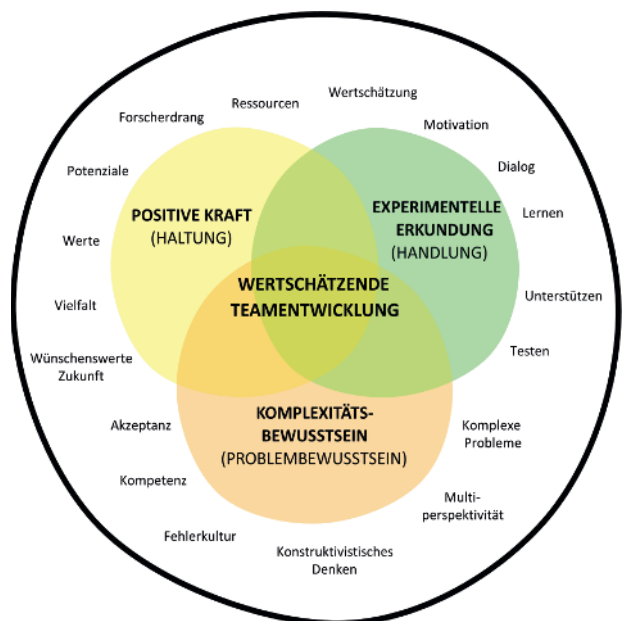 Wertschätzung
Ressourcen
Forscherdrang
Motivation
Dialog
Potenziale
Lernen
POSITIVE KRAFT
(HALTUNG)
EXPERIMENTELLE
ERKUNDUNG
(HANDLUNG)
Werte
WERTSCHÄTZENDE
TEAMENTWICKLUNG
Unterstützen
Vielfalt
Testen
Wünschenswerte
Zukunft
KOMPLEXITÄTS-
BEWUSSTSEIN
(PROBLEMBEWUSSTSEIN)
Akzeptanz
Komplexe
Probleme
Kompetenz
Multi-
perspektivität
Fehlerkultur
Konstruktivistisches
Denken